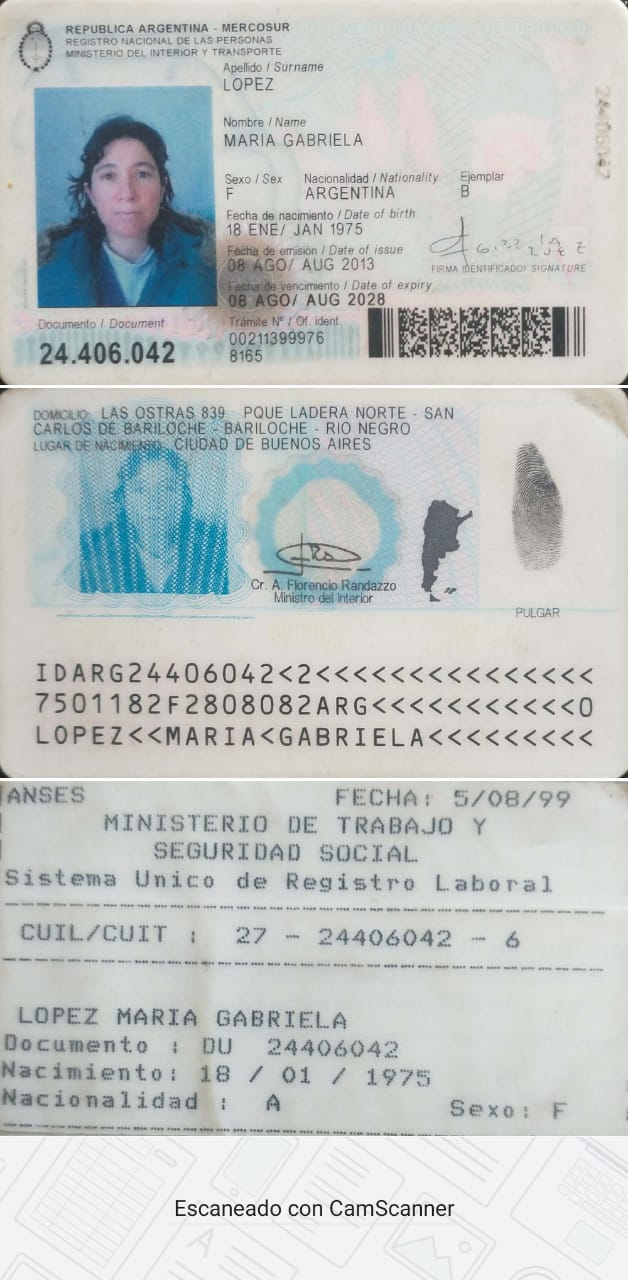 REPUBLICA ARGENTINA - MERCOSUR
REGISTRO NACIONAL DE LAS PERSONAS
MINISTERIO DEL INTERIOR Y TRANSPORTE
Apellido / Surname
LOPEZ
Nombre / Name
MARIA GABRIELA
Sexo / Sex Nacionalidad / Nationality Ejemplar
F ARGENTINA B
Fecha de nacimiento / Date of birth
18 ENE/ JAN 1975
Fecha de emisión / Date of issue
08 AGO/ AUG 2013
FIRMA IDENTIFICADO/ SIGNATURE
Fecha de vencimiento / Date of expiry
08 AGO/ AUG 2028
Documento / Document
24.406.042
Trámite Nº / Of. ident.
00211399976
8165
24406042
DOMICILIO: LAS OSTRAS 839 PQUE LADERA NORTE - SAN
CARLOS DE BARILOCHE - BARILOCHE - RIO NEGRO
LUGAR DE NACIMIENTO: CIUDAD DE BUENOS AIRES
Cr. A. Florencio Randazzo
Ministro del Interior
PULGAR
IDARG24406042<2<<<<<<<<<<<<<<<
7501182F2808082ARG<<<<<<<<<<<0
LOPEZ<<MARIA<GABRIELA<<<<<<<<<
ANSES FECHA: 5/08/99
MINISTERIO DE TRABAJO Y
SEGURIDAD SOCIAL
Sistema Unico de Registro Laboral
CUIL/CUIT : 27 - 24406042 - 6
LOPEZ MARIA GABRIELA
Documento : DU 24406042
Nacimiento: 18 / 01 / 1975
Nacionalidad : A Sexo: F
Escaneado con CamScanner